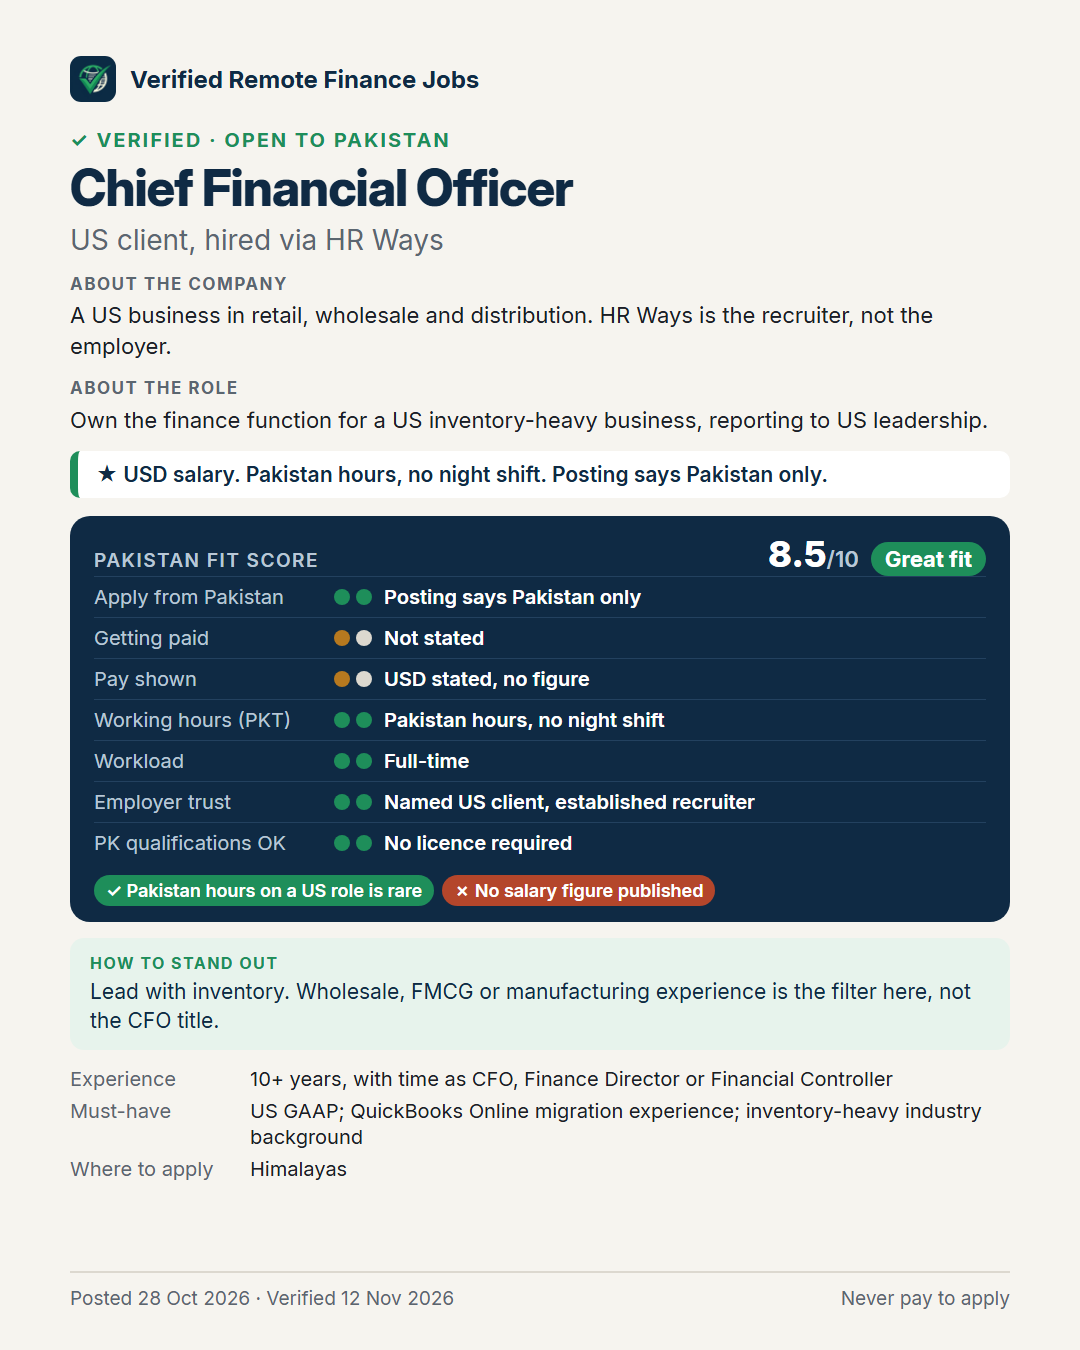 Verified Remote Finance Jobs
✓ VERIFIED · OPEN TO PAKISTAN
Chief Financial Officer
US client, hired via HR Ways
ABOUT THE COMPANY
A US business in retail, wholesale and distribution. HR Ways is the recruiter, not the
employer.
ABOUT THE ROLE
Own the finance function for a US inventory-heavy business, reporting to US leadership.
★ USD salary. Pakistan hours, no night shift. Posting says Pakistan only.
PAKISTAN FIT SCORE 8.5/10 Great fit
Apply from Pakistan Posting says Pakistan only
Getting paid Not stated
Pay shown USD stated, no figure
Working hours (PKT) Pakistan hours, no night shift
Workload Full-time
Employer trust Named US client, established recruiter
PK qualifications OK No licence required
✓ Pakistan hours on a US role is rare × No salary figure published
HOW TO STAND OUT
Lead with inventory. Wholesale, FMCG or manufacturing experience is the filter here, not
the CFO title.
Experience 10+ years, with time as CFO, Finance Director or Financial Controller
Must-have US GAAP; QuickBooks Online migration experience; inventory-heavy industry
background
Where to apply Himalayas
Posted 28 Oct 2026 · Verified 12 Nov 2026 Never pay to apply